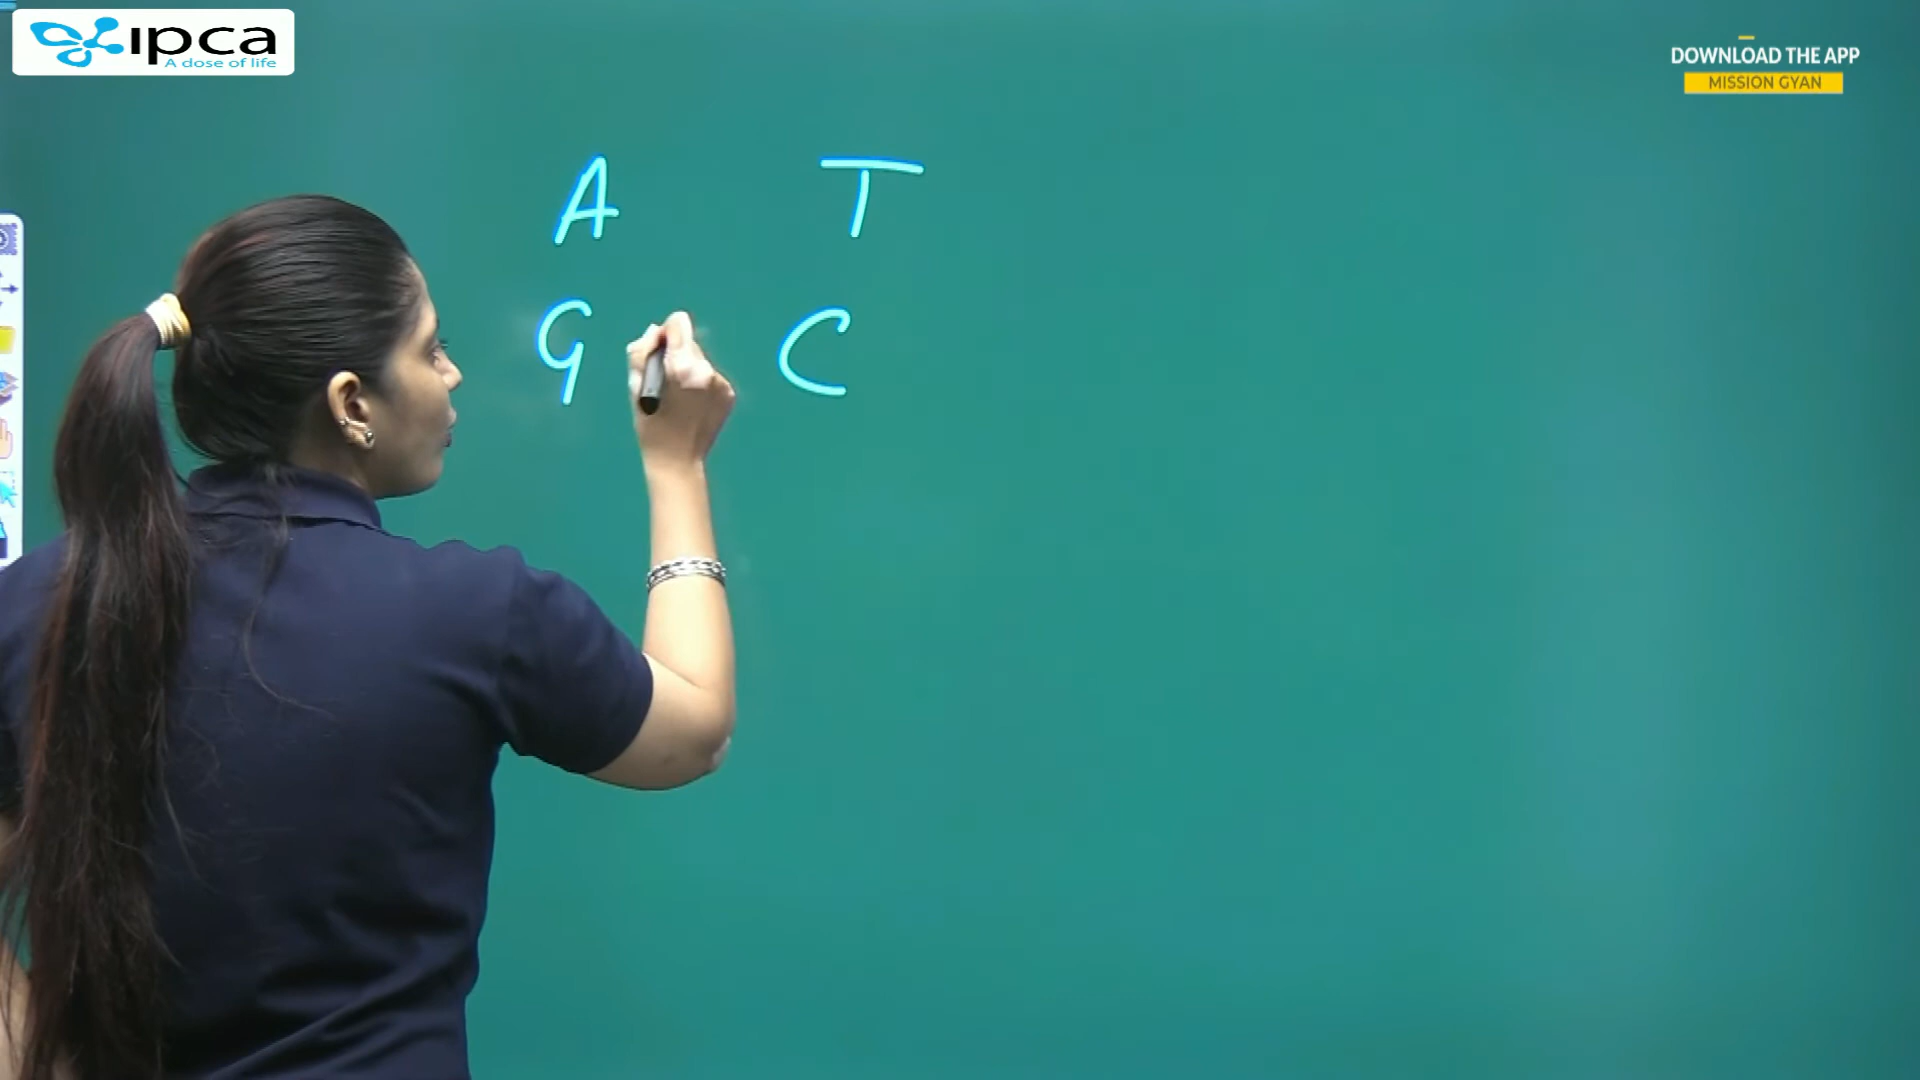 ipca
A dose of life
DOWNLOAD THE APP
MISSION GYAN
A T
G C